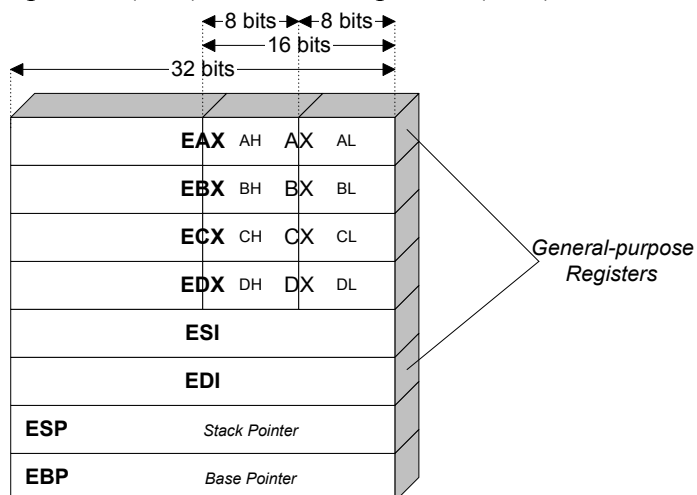 8 bits 8 bits
16 bits
32 bits
EAX AH AX AL
EBX BH BX BL
ECX CH CX CL
EDX DH DX DL
General-purpose
Registers
ESI
EDI
ESP Stack Pointer
EBP Base Pointer